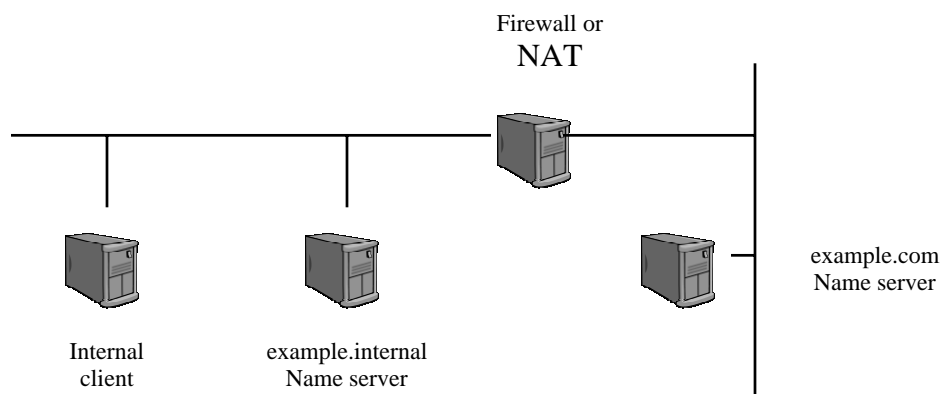 Firewall or
NAT
example.com
Name server
Internal
client
example.internal
Name server